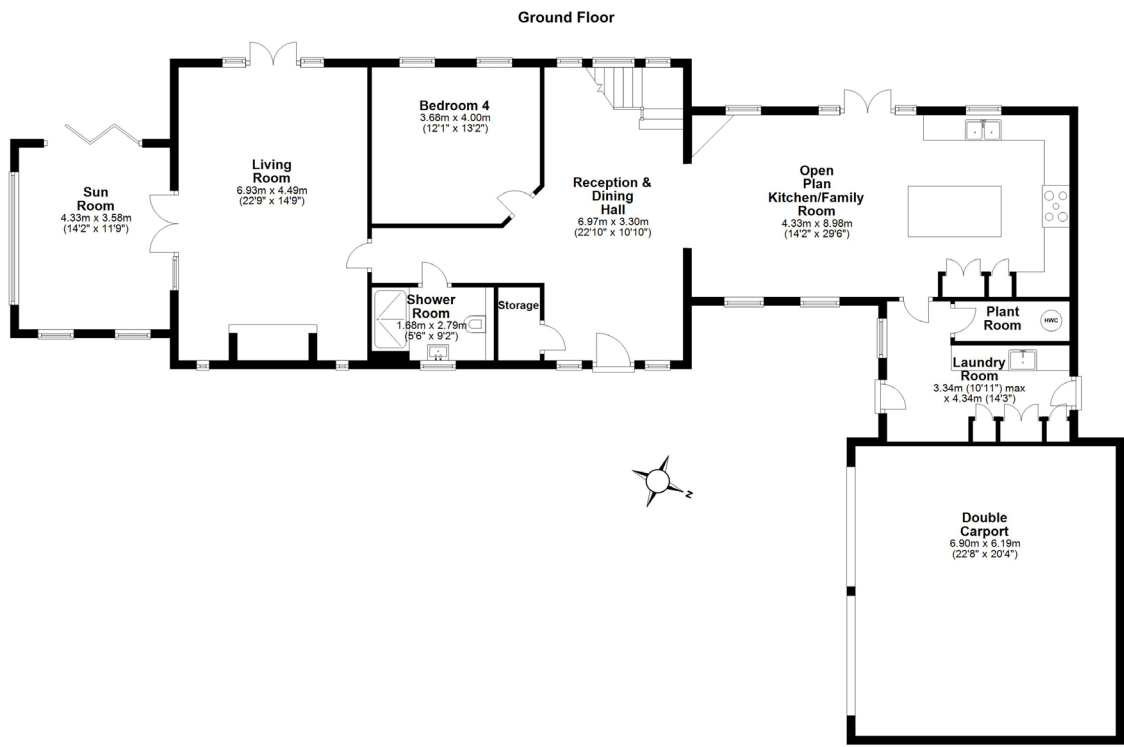 Ground Floor
Sun
Room
4.33m x 3.58m
(14'2" x 11'9")
Living
Room
6.93m x 4.49m
(22'9" x 14'9")
Bedroom 4
3.68m x 4.00m
(12'1" x 13'2")
Reception &
Dining
Hall
6.97m x 3.30m
(22'10" x 10'10")
Open
Plan
Kitchen/Family
Room
4.33m x 8.98m
(14'2" x 29'6")
Shower
Room
1.68m x 2.79m
(5'6" x 9'2")
Storage
Plant
Room
HWC
Laundry
Room
3.34m (10'11") max
x 4.34m (14'3")
N
Double
Carport
6.90m x 6.19m
(22'8" x 20'4")